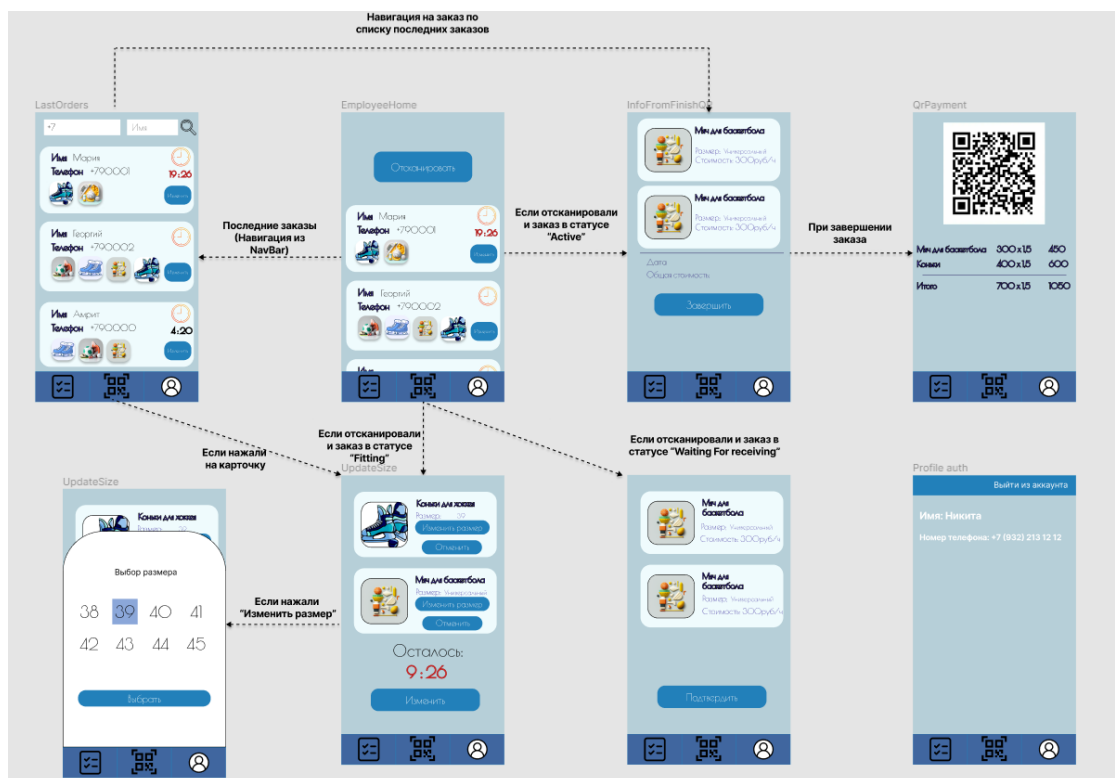 Навигация на заказ по
списку последних заказов
LastOrders
+7
Имя
Имя Мария
Телефон +790001
19:26
Изменить
Имя Георгий
Телефон +790002
Изменить
Имя Амрит
Телефон +790000
4:20
Изменить
Последние заказы
(Навигация из
NavBar)
EmployeeHome
Отсканировать
Имя Мария
Телефон +790001
19:26
Изменить
Имя Георгий
Телефон +790002
Изменить
Имя
Если отсканировали
и заказ в статусе
"Active"
InfoFromFinishQR
Мяч для баскетбола
Размер: Универсальный
Стоимость 300руб/ч
Мяч для баскетбола
Размер: Универсальный
Стоимость 300руб/ч
Дата
Общая стоимость
Завершить
При завершении
заказа
QrPayment
Мяч для баскетбола 300 x 1,5 450
Коньки 400 x 1,5 600
Итого 700 x 1,5 1050
Если нажали
на карточку
Если отсканировали
и заказ в статусе
"Fitting"
Если отсканировали и заказ в
статусе "Waiting For receiving"
UpdateSize
Коньки для хоккея
Размер: 39
Выбор размера
38 39 40 41
42 43 44 45
Выбрать
Если нажали
"Изменить размер"
UpdateSize
Коньки для хоккея
Размер: 39
Изменить размер
Отменить
Мяч для баскетбола
Размер: Универсальный
Изменить размер
Отменить
Осталось:
9:26
Изменить
Мяч для
баскетбола
Размер: Универсальный
Стоимость 300руб/ч
Мяч для
баскетбола
Размер: Универсальный
Стоимость 300руб/ч
Подтвердить
Profile auth
Выйти из аккаунта
Имя: Никита
Номер телефона: +7 (932) 213 12 12